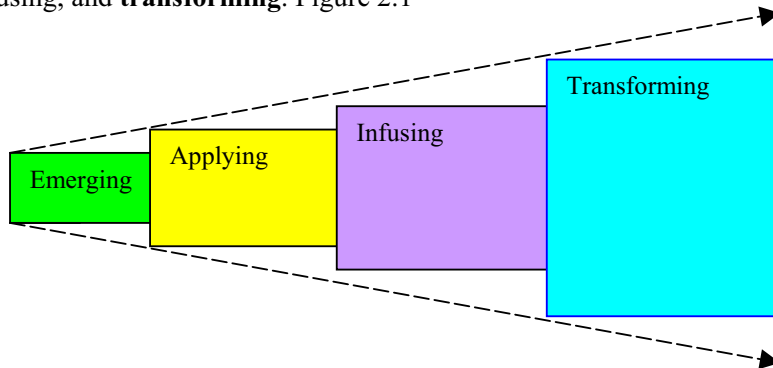 using, and transforming. Figure 2.1
Transforming
Infusing
Applying
Emerging